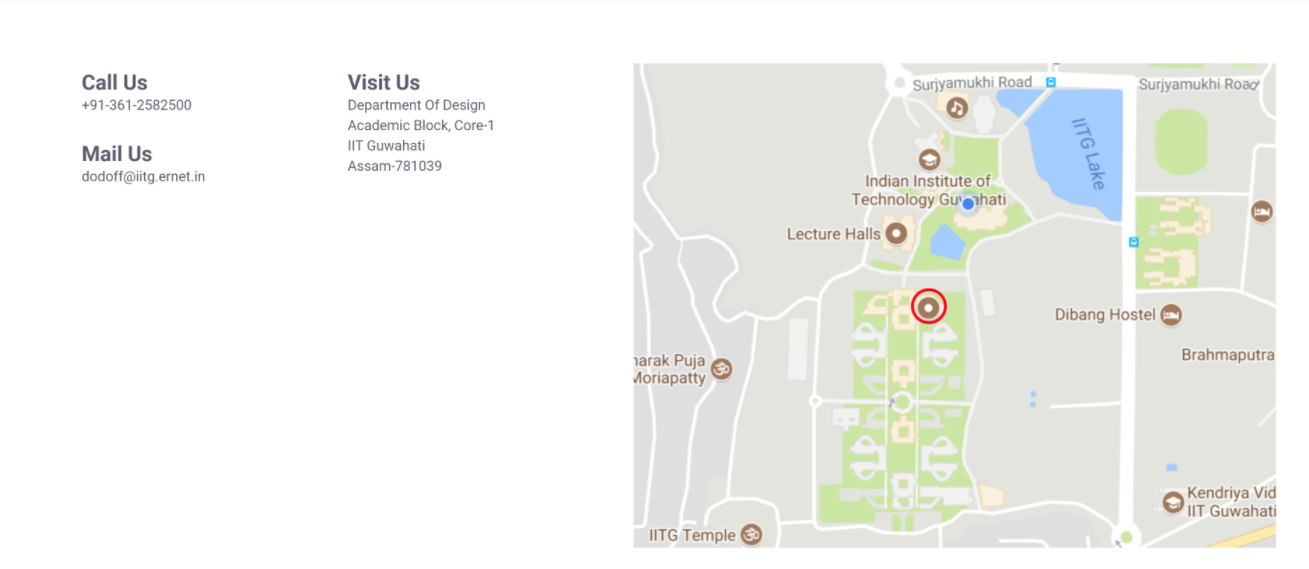 Call Us
+91-361-2582500
Mail Us
dodoff@iitg.ernet.in
Visit Us
Department Of Design
Academic Block, Core-1
IIT Guwahati
Assam-781039
Surjyamukhi Road
Surjyamukhi Road
IITG Lake
Indian Institute of
Technology Guwahati
Lecture Halls
Dibang Hostel
Brahmaputra
harak Puja
Moriapatty
Kendriya Vid
IIT Guwahati
IITG Temple